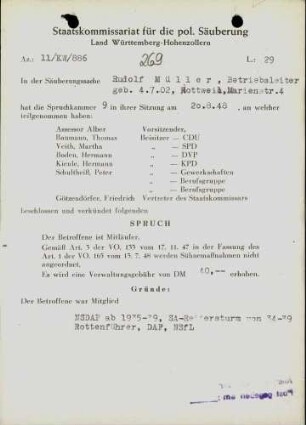 Staatskommissariat für die pol. Säuberung
Land Württemberg-Hohenzollern
Az.: 11/KW/886
269
L: 29
In der Säuberungssache Rudolf M ü l l e r, Betriebsleiter
geb. 4.7.02, Rottweil, Marienstr.4
hat die Spruchkammer 9 in ihrer Sitzung am 20.8.48 , an welcher
teilgenommen haben:
Assessor Alber Vorsitzender,
Baumann, Thomas Beisitzer — CDU
Veith, Martha „ — SPD
Boden, Hermann „ — DVP
Kienle, Hermann „ — KPD
Schultheiß, Peter „ — Gewerkschaften
„ — Berufsgruppe
„ — Berufsgruppe
Götzendörfer, Friedrich Vertreter des Staatskommissars
beschlossen und verkündet folgenden
SPRUCH
Der Betroffene ist Mitläufer.
Gemäß Art. 3 der VO. 133 vom 17. 11. 47 in der Fassung des
Art. 1 der VO. 165 vom 13. 7. 48 werden Sühnemaßnahmen nicht
angeordnet.
Es wird eine Verwaltungsgebühr von DM 40,-- erhoben.
Gründe:
Der Betroffene war Mitglied
NSDAP ab 1935-39, SA-Reitersturm von 34-39
Rottenführer, DAF, NSFL